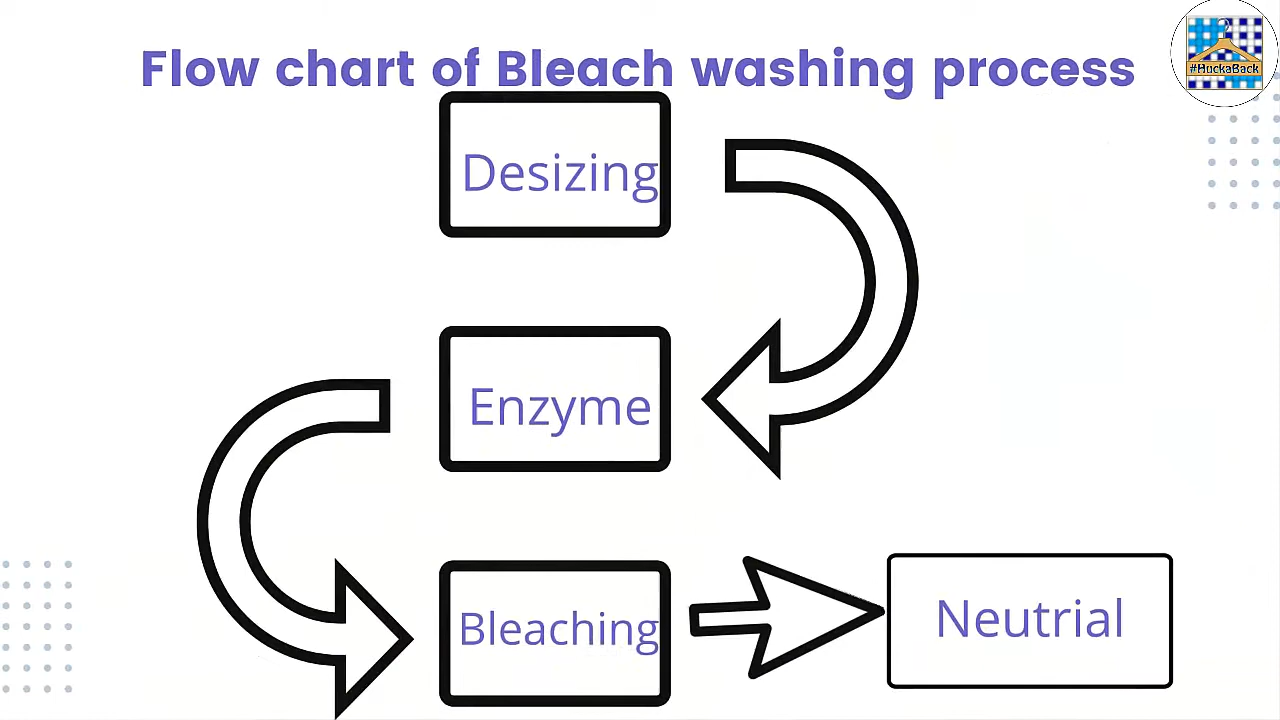 Flow chart of Bleach washing process
#HuckaBack
Desizing
Enzyme
Bleaching
Neutrial